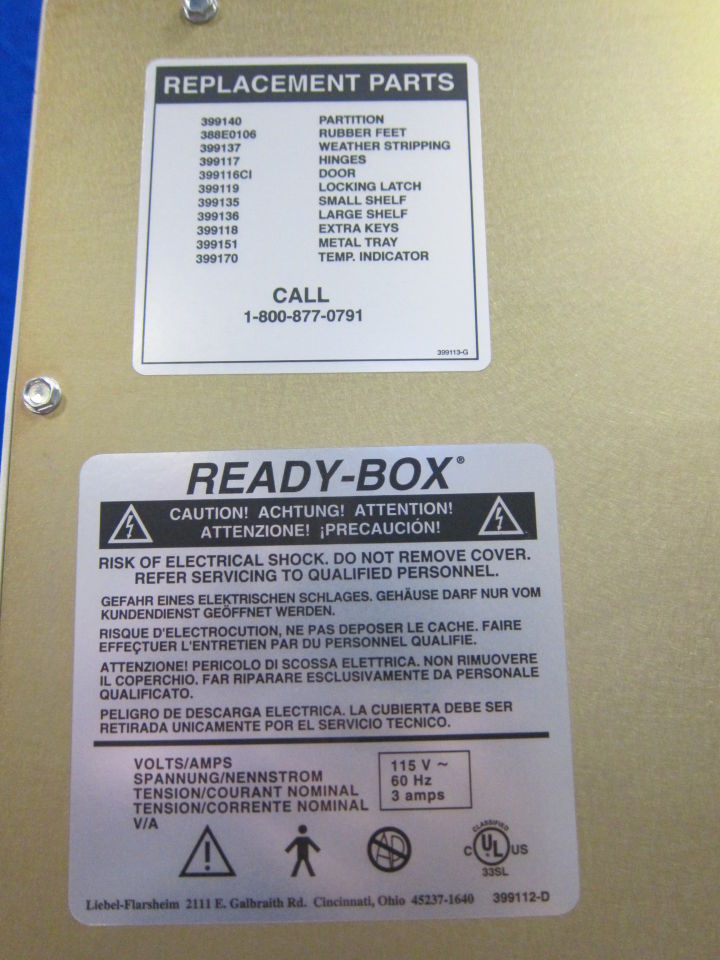 REPLACEMENT PARTS
399140 PARTITION
388E0106 RUBBER FEET
399137 WEATHER STRIPPING
399117 HINGES
399116CI DOOR
399119 LOCKING LATCH
399135 SMALL SHELF
399136 LARGE SHELF
399118 EXTRA KEYS
399151 METAL TRAY
399170 TEMP. INDICATOR
CALL
1-800-877-0791
399113-G
READY-BOX®
CAUTION! ACHTUNG! ATTENTION!
ATTENZIONE! ¡PRECAUCIÓN!
RISK OF ELECTRICAL SHOCK. DO NOT REMOVE COVER.
REFER SERVICING TO QUALIFIED PERSONNEL.
GEFAHR EINES ELEKTRISCHEN SCHLAGES. GEHÄUSE DARF NUR VOM
KUNDENDIENST GEÖFFNET WERDEN.
RISQUE D'ELECTROCUTION, NE PAS DEPOSER LE CACHE. FAIRE
EFFEÇTUER L'ENTRETIEN PAR DU PERSONNEL QUALIFIE.
ATTENZIONE! PERICOLO DI SCOSSA ELETTRICA. NON RIMUOVERE
IL COPERCHIO. FAR RIPARARE ESCLUSIVAMENTE DA PERSONALE
QUALIFICATO.
PELIGRO DE DESCARGA ELECTRICA. LA CUBIERTA DEBE SER
RETIRADA UNICAMENTE POR EL SERVICIO TECNICO.
VOLTS/AMPS 115 V ~
SPANNUNG/NENNSTROM 60 Hz
TENSION/COURANT NOMINAL 3 amps
TENSION/CORRENTE NOMINAL
V/A
AP
CLASSIFIED
C UL US
33SL
Liebel-Flarsheim 2111 E. Galbraith Rd. Cincinnati, Ohio 45237-1640 399112-D